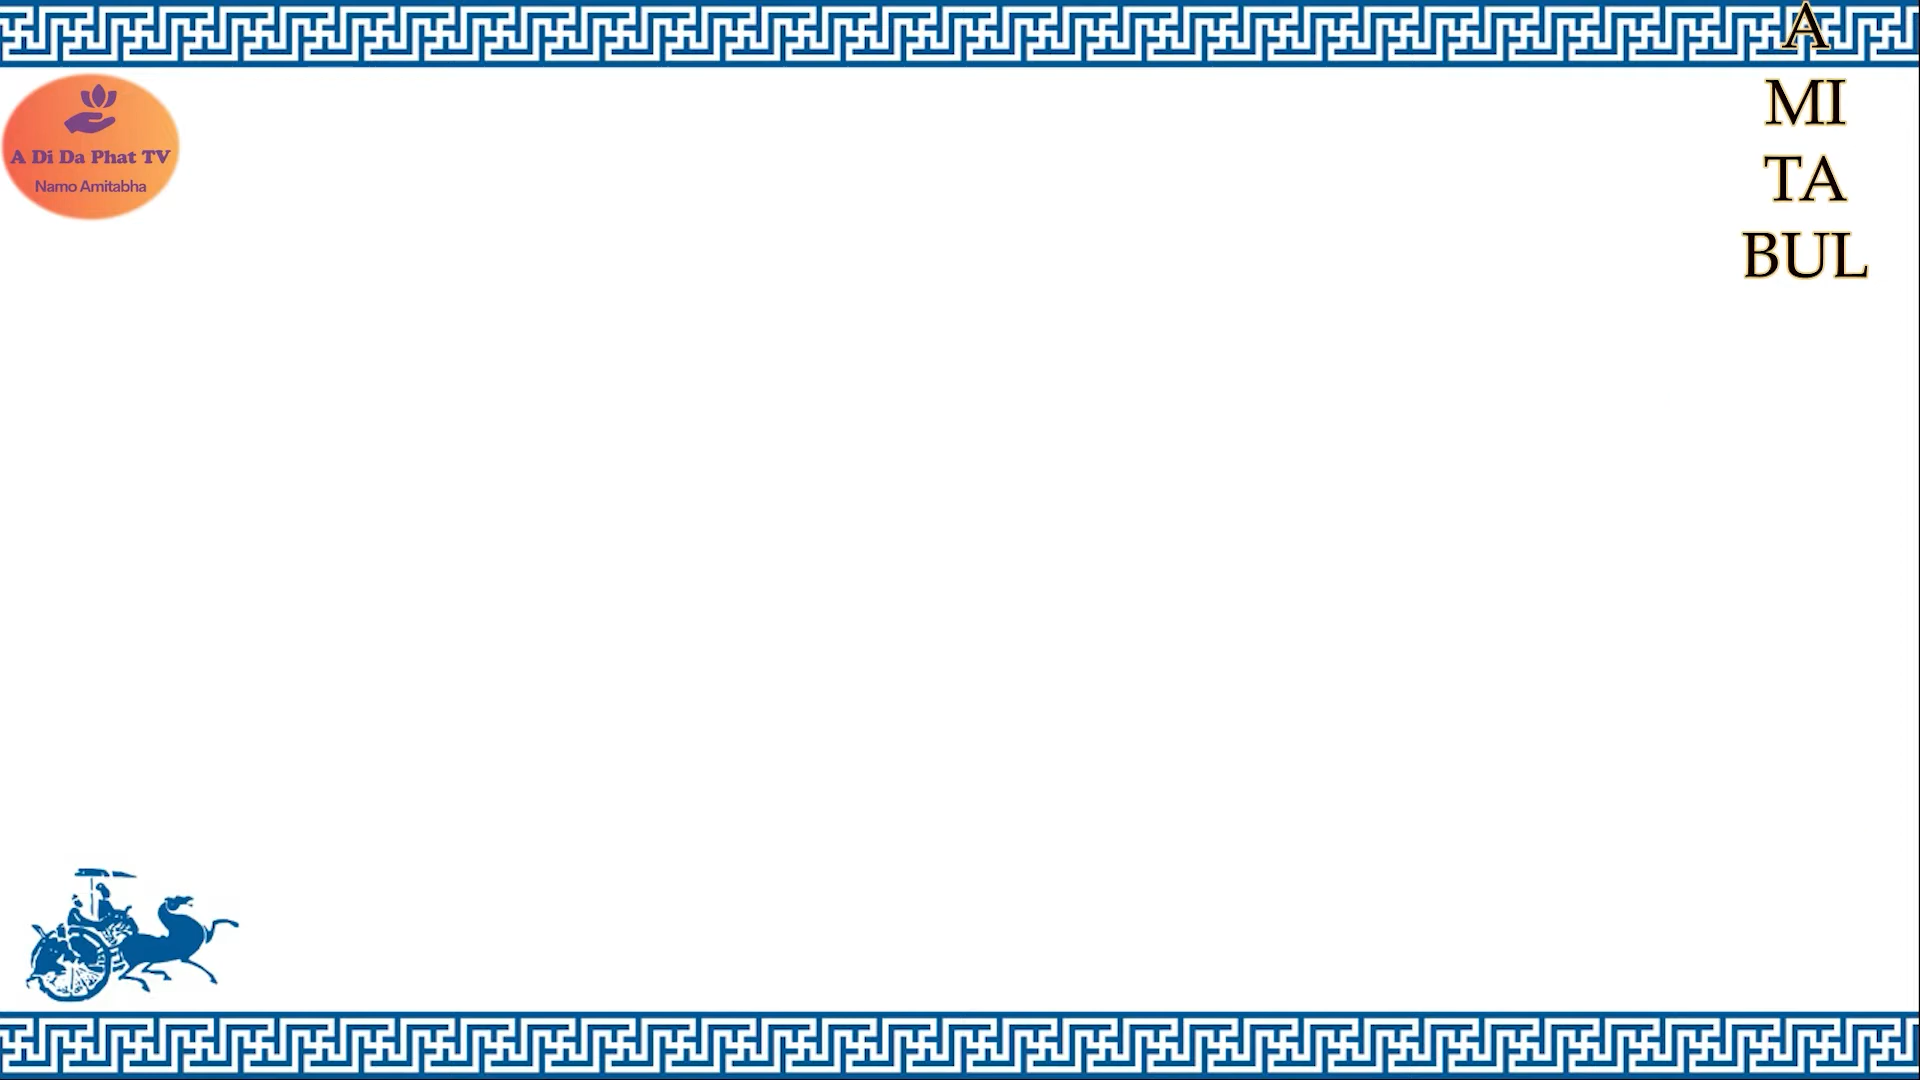 A Di Da Phat TV
Namo Amitabha
A
MI
TA
BUL